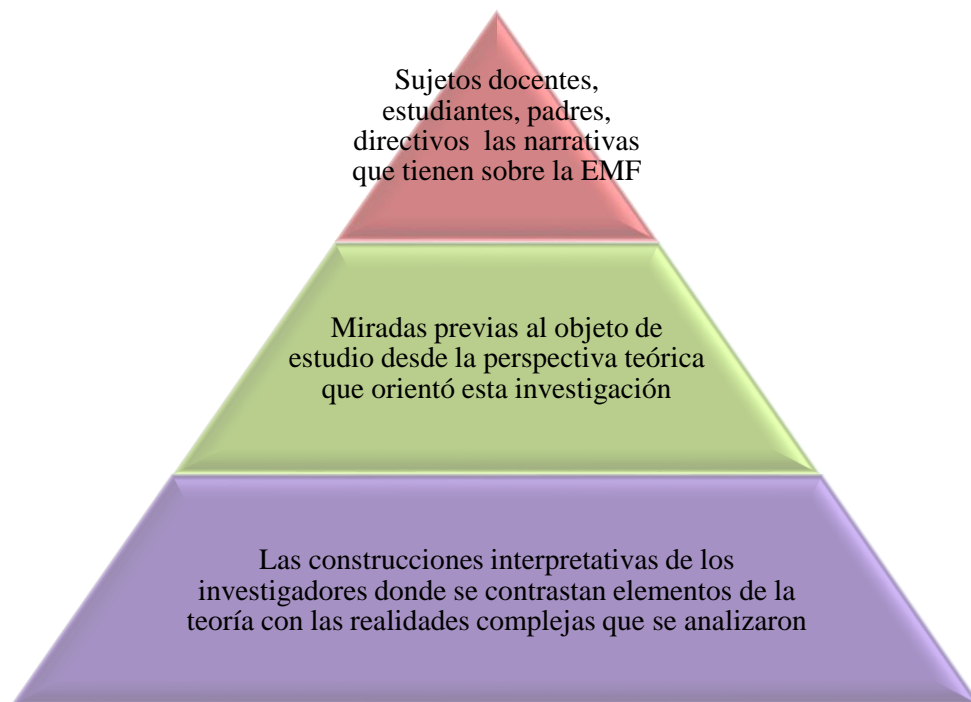 Sujetos docentes,
estudiantes, padres,
directivos las narrativas
que tienen sobre la EMF
Miradas previas al objeto de
estudio desde la perspectiva teórica
que orientó esta investigación
Las construcciones interpretativas de los
investigadores donde se contrastan elementos de la
teoría con las realidades complejas que se analizaron